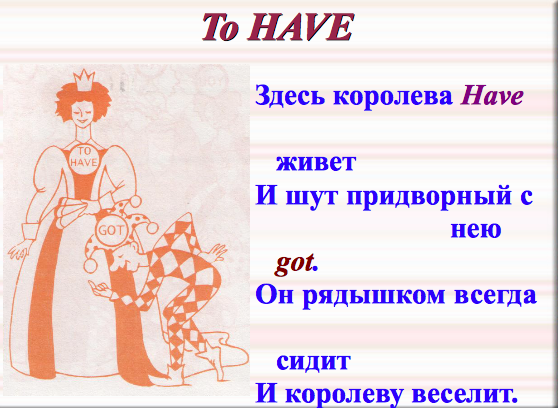 To HAVE
Здесь королева Have
живет
И шут придворный с
нею
got.
Он рядышком всегда
сидит
И королеву веселит.
TO
HAVE
GOT